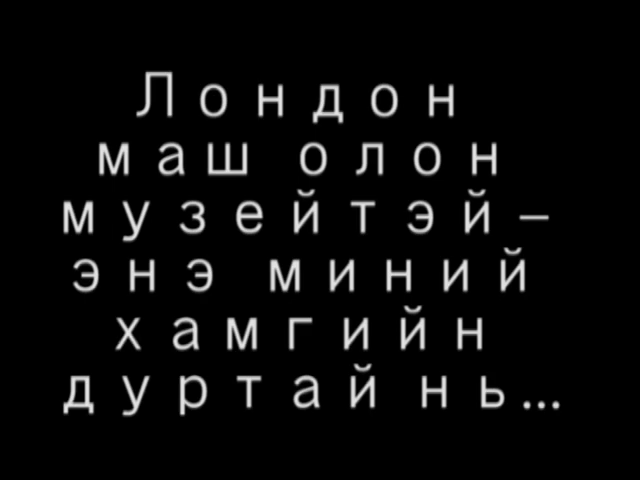 Лондон
маш олон
музейтэй –
энэ миний
хамгийн
дуртай нь...